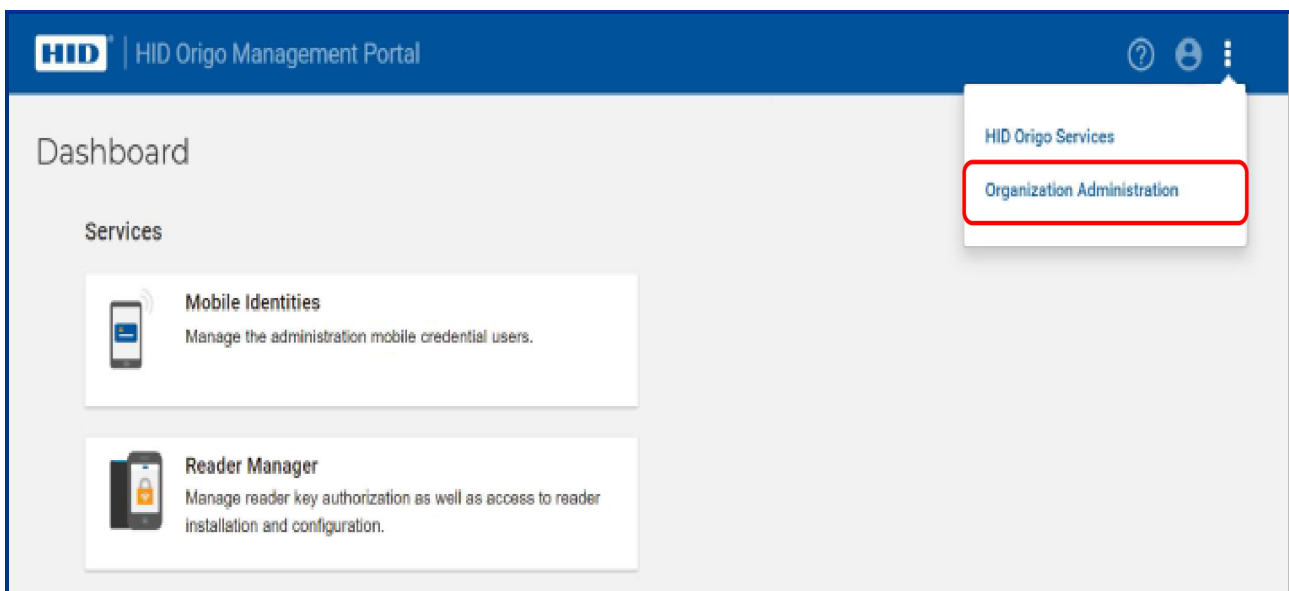 HID | HID Origo Management Portal
HID Origo Services
Organization Administration
Dashboard
Services
Mobile Identities
Manage the administration mobile credential users.
Reader Manager
Manage reader key authorization as well as access to reader
installation and configuration.